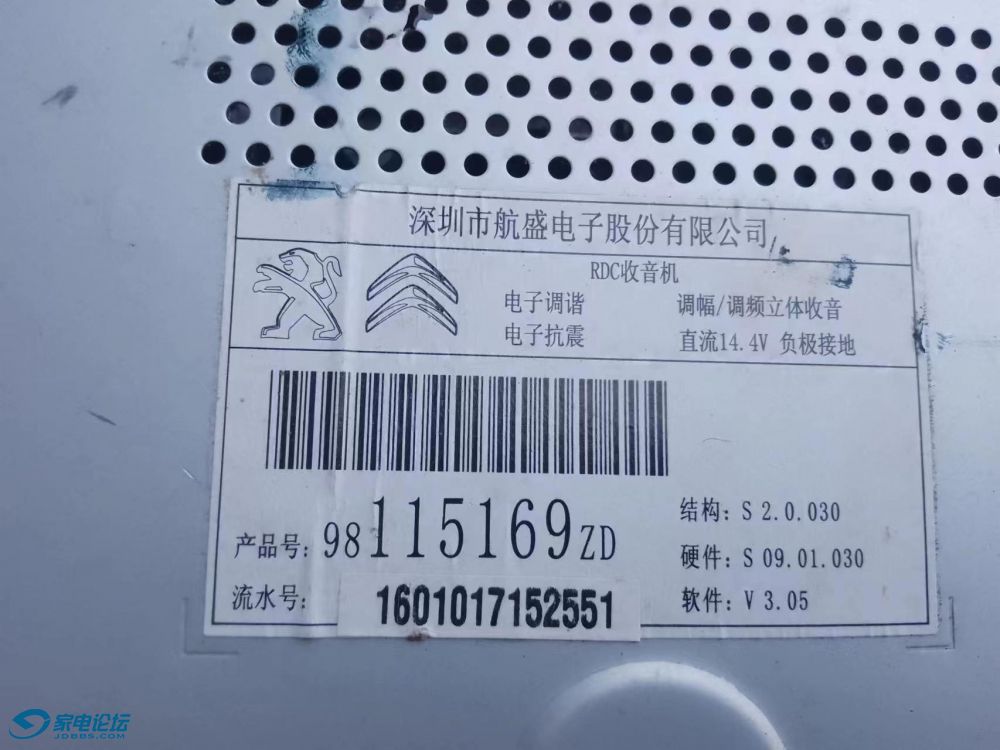 深圳市航盛电子股份有限公司
RDC收音机
电子调谐 调幅/调频立体收音
电子抗震 直流14.4V 负极接地
产品号: 98115169ZD
流水号: 1601017152551
结构: S 2.0.030
硬件: S 09.01.030
软件: V 3.05
家电论坛
JDBBS.COM